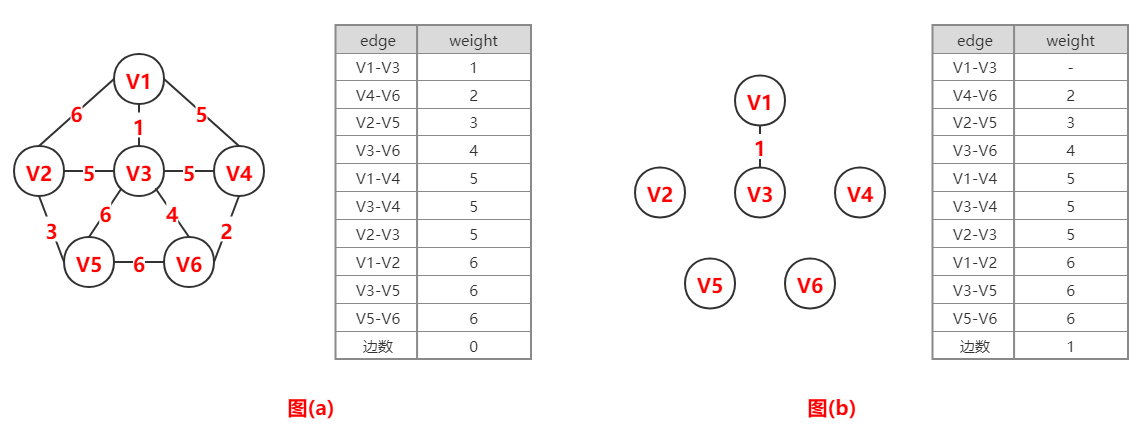 V1
6
5
1
V2
5
V3
5
V4
6
4
3
2
V5
6
V6
edge weight
V1-V3 1
V4-V6 2
V2-V5 3
V3-V6 4
V1-V4 5
V3-V4 5
V2-V3 5
V1-V2 6
V3-V5 6
V5-V6 6
边数 0
图(a)
V1
1
V2
V3
V4
V5
V6
edge weight
V1-V3 -
V4-V6 2
V2-V5 3
V3-V6 4
V1-V4 5
V3-V4 5
V2-V3 5
V1-V2 6
V3-V5 6
V5-V6 6
边数 1
图(b)